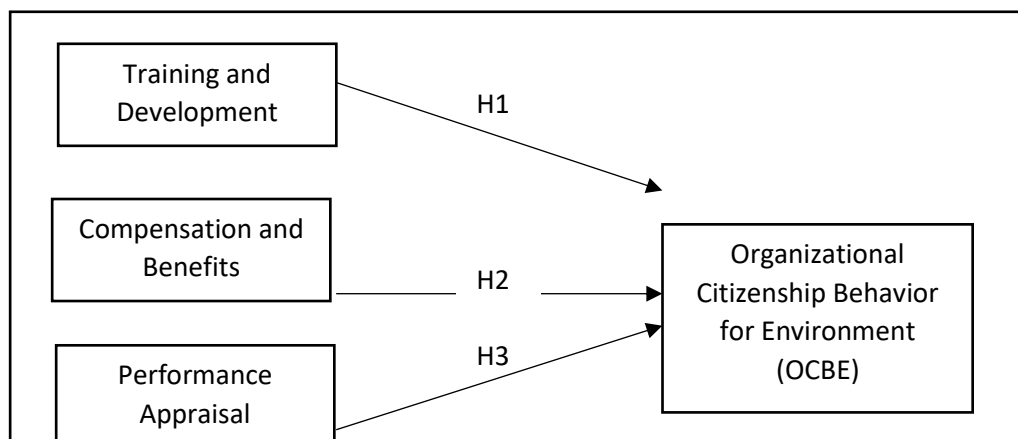 Training and
Development
H1
Compensation and
Benefits
H2
Organizational
Citizenship Behavior
for Environment
(OCBE)
H3
Performance
Appraisal